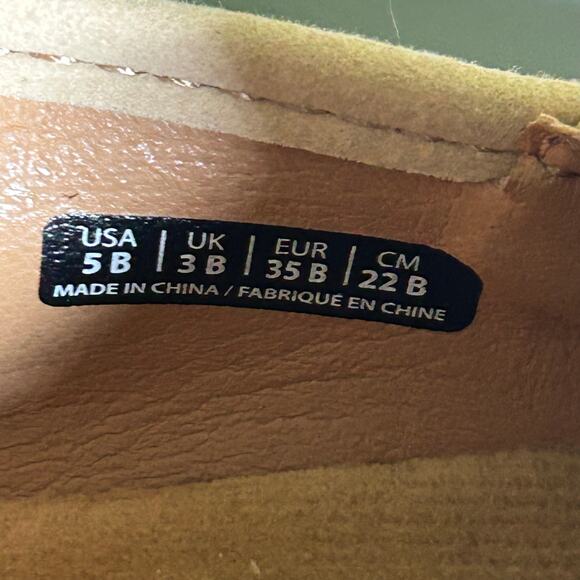 USA | UK | EUR | CM
5 B | 3 B | 35 B | 22 B
MADE IN CHINA / FABRIQUÉ EN CHINE